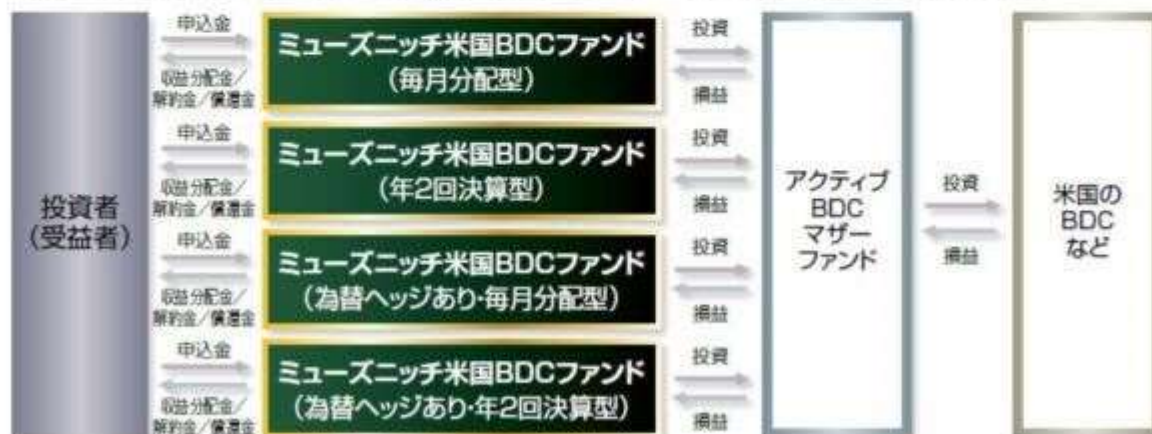 投資者
(受益者)
申込金
収益分配金/
解約金/償還金
ミューズニッチ米国BDCファンド
(毎月分配型)
投資
損益
申込金
収益分配金/
解約金/償還金
ミューズニッチ米国BDCファンド
(年2回決算型)
投資
損益
申込金
収益分配金/
解約金/償還金
ミューズニッチ米国BDCファンド
(為替ヘッジあり・毎月分配型)
投資
損益
申込金
収益分配金/
解約金/償還金
ミューズニッチ米国BDCファンド
(為替ヘッジあり・年2回決算型)
投資
損益
アクティブ
BDC
マザー
ファンド
投資
損益
米国の
BDC
など